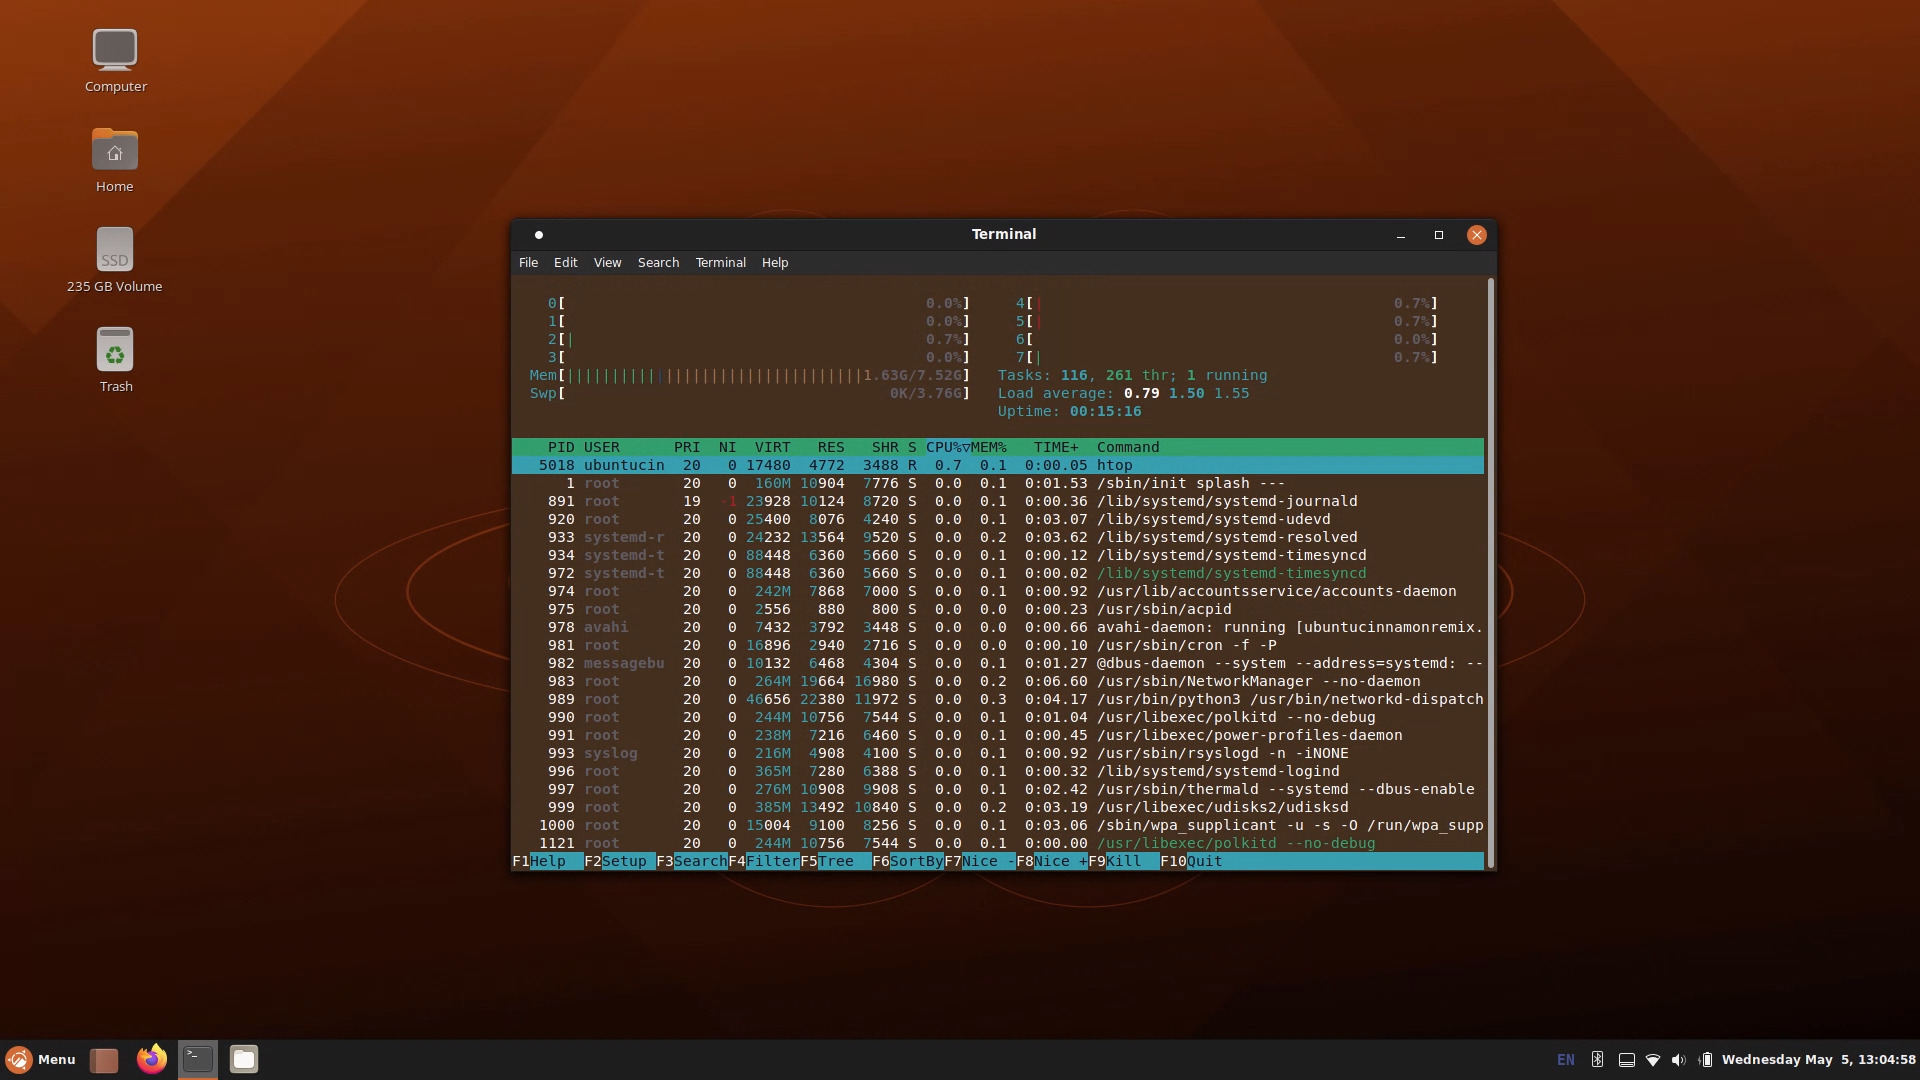 Computer
Home
SSD
235 GB Volume
Trash
Terminal
File Edit View Search Terminal Help
0[ 0.0%] 4[| 0.7%]
1[ 0.0%] 5[| 0.7%]
2[| 0.7%] 6[ 0.0%]
3[ 0.0%] 7[| 0.7%]
Mem[|||||||||||||||||||||||||||||||||1.63G/7.52G] Tasks: 116, 261 thr; 1 running
Swp[ 0K/3.76G] Load average: 0.79 1.50 1.55
Uptime: 00:15:16
PID USER PRI NI VIRT RES SHR S CPU%▽MEM% TIME+ Command
5018 ubuntucin 20 0 17480 4772 3488 R 0.7 0.1 0:00.05 htop
1 root 20 0 160M 10904 7776 S 0.0 0.1 0:01.53 /sbin/init splash ---
891 root 19 -1 23928 10124 8720 S 0.0 0.1 0:00.36 /lib/systemd/systemd-journald
920 root 20 0 25400 8076 4240 S 0.0 0.1 0:03.07 /lib/systemd/systemd-udevd
933 systemd-r 20 0 24232 13564 9520 S 0.0 0.2 0:03.62 /lib/systemd/systemd-resolved
934 systemd-t 20 0 88448 6360 5660 S 0.0 0.1 0:00.12 /lib/systemd/systemd-timesyncd
972 systemd-t 20 0 88448 6360 5660 S 0.0 0.1 0:00.02 /lib/systemd/systemd-timesyncd
974 root 20 0 242M 7868 7000 S 0.0 0.1 0:00.92 /usr/lib/accountsservice/accounts-daemon
975 root 20 0 2556 880 800 S 0.0 0.0 0:00.23 /usr/sbin/acpid
978 avahi 20 0 7432 3792 3448 S 0.0 0.0 0:00.66 avahi-daemon: running [ubuntucinnamonremix.
981 root 20 0 16896 2940 2716 S 0.0 0.0 0:00.10 /usr/sbin/cron -f -P
982 messagebu 20 0 10132 6468 4304 S 0.0 0.1 0:01.27 @dbus-daemon --system --address=systemd: --
983 root 20 0 264M 19664 16980 S 0.0 0.2 0:06.60 /usr/sbin/NetworkManager --no-daemon
989 root 20 0 46656 22380 11972 S 0.0 0.3 0:04.17 /usr/bin/python3 /usr/bin/networkd-dispatch
990 root 20 0 244M 10756 7544 S 0.0 0.1 0:01.04 /usr/libexec/polkitd --no-debug
991 root 20 0 238M 7216 6460 S 0.0 0.1 0:00.45 /usr/libexec/power-profiles-daemon
993 syslog 20 0 216M 4908 4100 S 0.0 0.1 0:00.92 /usr/sbin/rsyslogd -n -iNONE
996 root 20 0 365M 7280 6388 S 0.0 0.1 0:00.32 /lib/systemd/systemd-logind
997 root 20 0 276M 10908 9908 S 0.0 0.1 0:02.42 /usr/sbin/thermald --systemd --dbus-enable
999 root 20 0 385M 13492 10840 S 0.0 0.2 0:03.19 /usr/libexec/udisks2/udisksd
1000 root 20 0 15004 9100 8256 S 0.0 0.1 0:03.06 /sbin/wpa_supplicant -u -s -O /run/wpa_supp
1121 root 20 0 244M 10756 7544 S 0.0 0.1 0:00.00 /usr/libexec/polkitd --no-debug
F1Help F2Setup F3SearchF4FilterF5Tree F6SortByF7Nice -F8Nice +F9Kill F10Quit
Menu EN Wednesday May 5, 13:04:58